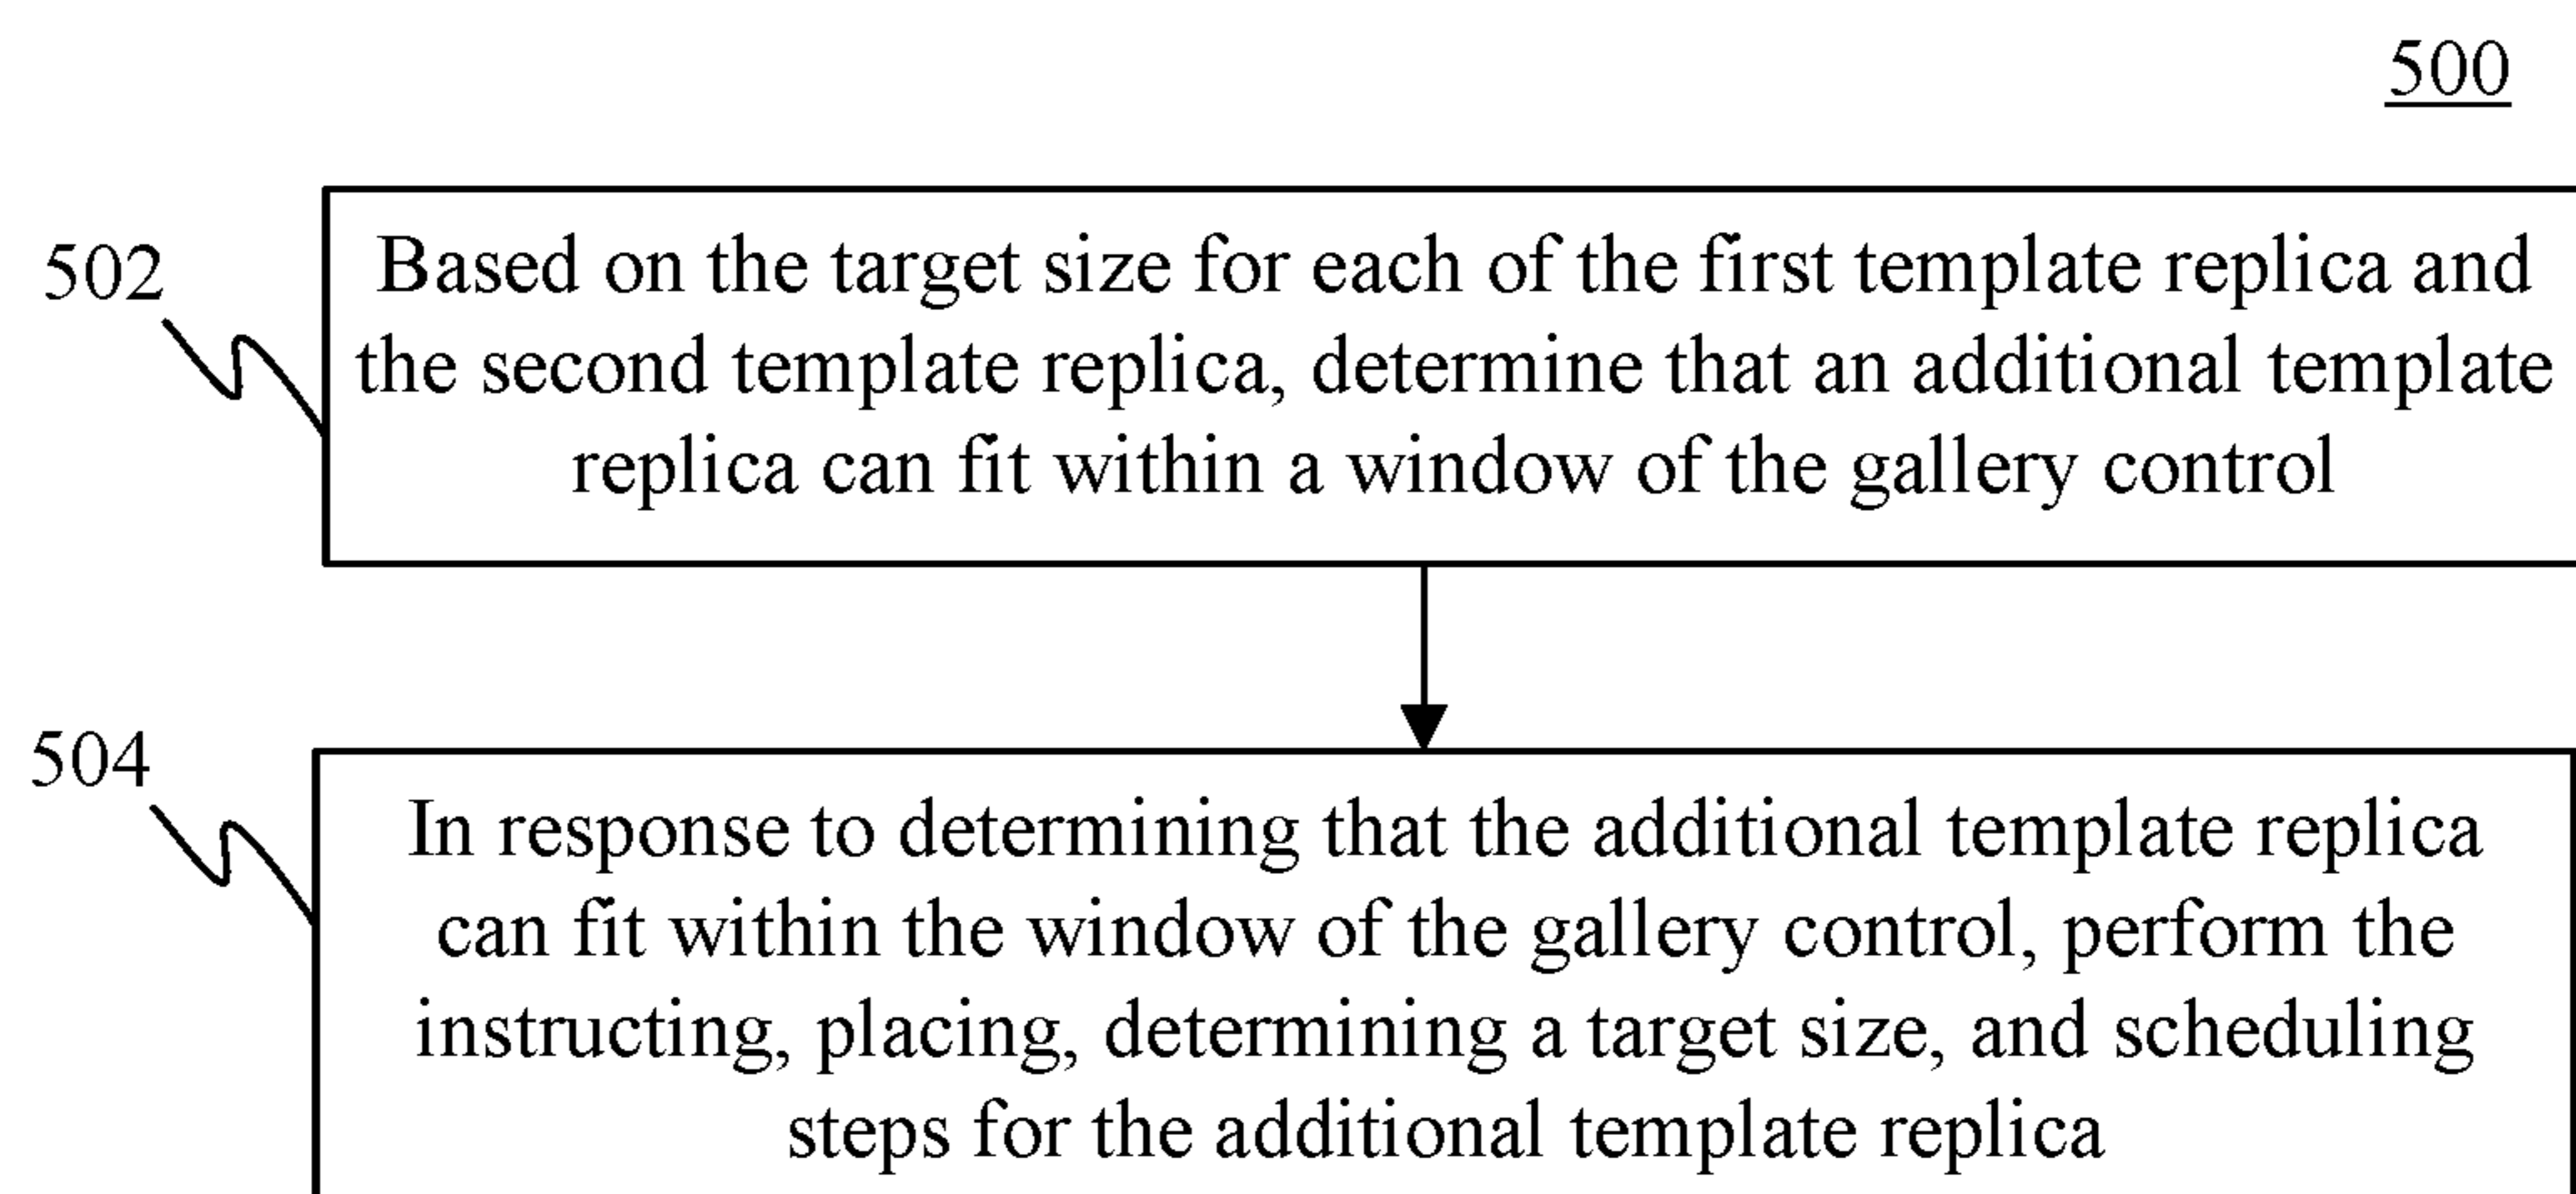 500
502
Based on the target size for each of the first template replica and
the second template replica, determine that an additional template
replica can fit within a window of the gallery control
504
In response to determining that the additional template replica
can fit within the window of the gallery control, perform the
instructing, placing, determining a target size, and scheduling
steps for the additional template replica